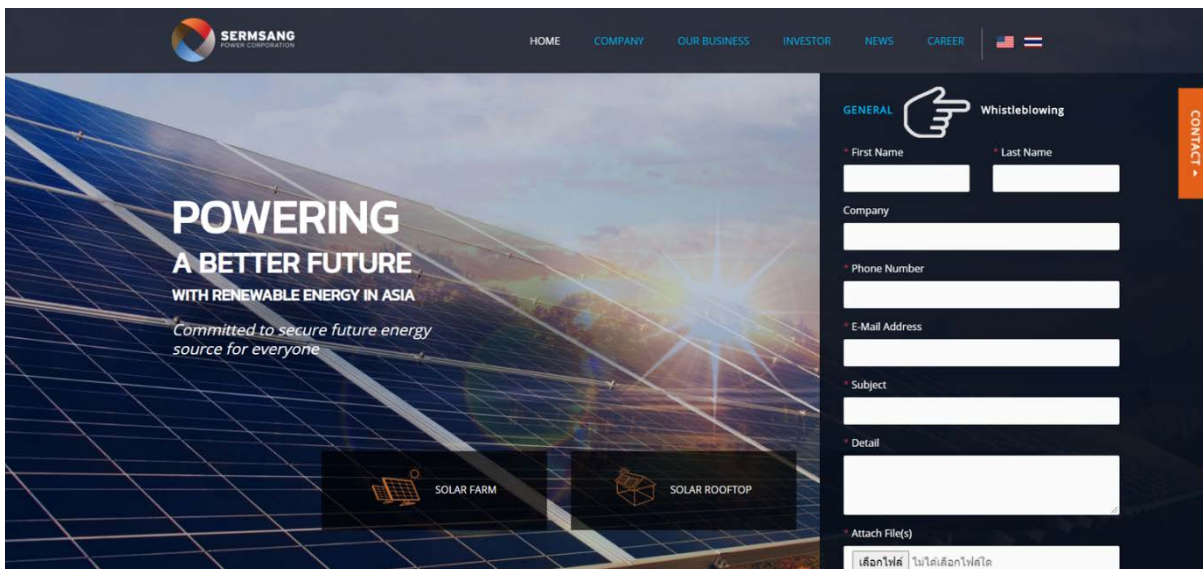 SERMSANG
POWER CORPORATION
HOME COMPANY OUR BUSINESS INVESTOR NEWS CAREER
CONTACT
POWERING
A BETTER FUTURE
WITH RENEWABLE ENERGY IN ASIA
Committed to secure future energy
source for everyone
SOLAR FARM
SOLAR ROOFTOP
GENERAL Whistleblowing
* First Name * Last Name
Company
* Phone Number
* E-Mail Address
* Subject
* Detail
* Attach File(s)
เลือกไฟล์ ไม่ได้เลือกไฟล์ใด